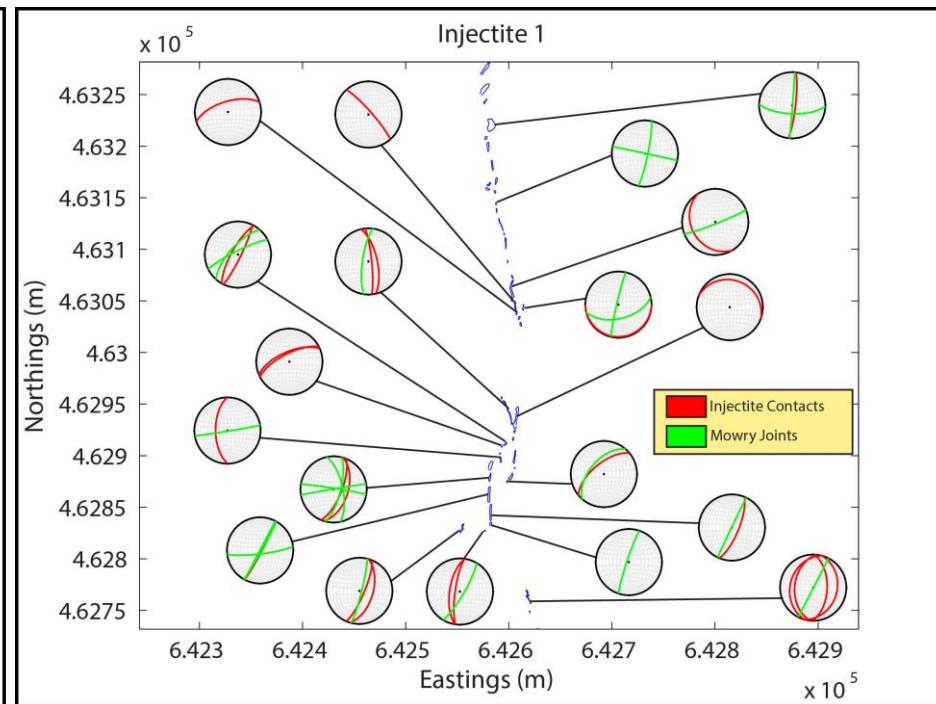 Injectite 1
x 10 5
4.6325
4.632
4.6315
4.631
4.6305
4.63
4.6295
4.629
4.6285
4.628
4.6275
Northings (m)
Injectite Contacts
Mowry Joints
6.423 6.424 6.425 6.426 6.427 6.428 6.429
Eastings (m)
x 10 5